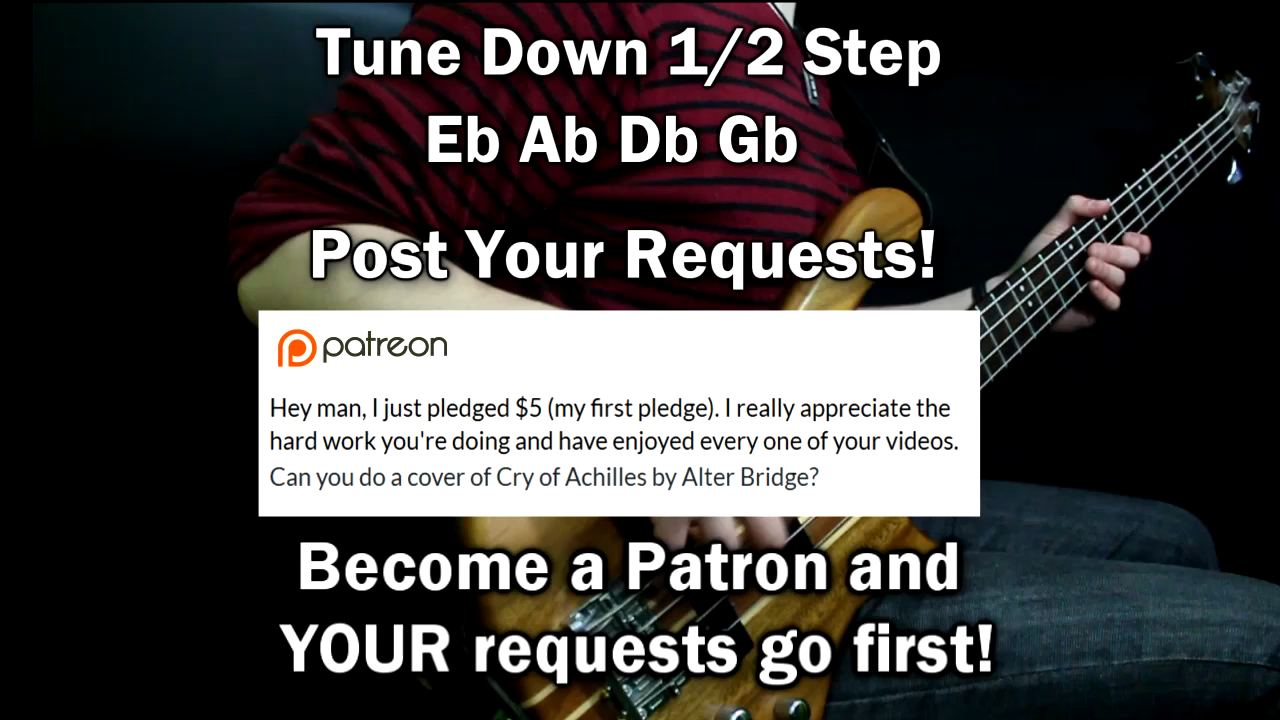 Tune Down 1/2 Step
Eb Ab Db Gb
Post Your Requests!
patreon
Hey man, I just pledged $5 (my first pledge). I really appreciate the
hard work you're doing and have enjoyed every one of your videos.
Can you do a cover of Cry of Achilles by Alter Bridge?
Become a Patron and
YOUR requests go first!